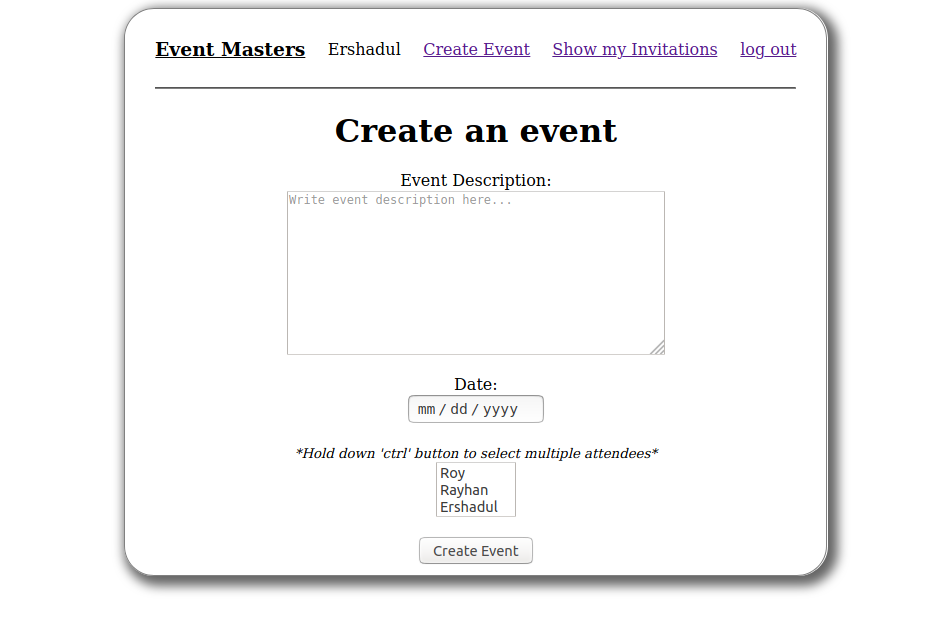 Event Masters Ershadul Create Event Show my Invitations log out
Create an event
Event Description:
Write event description here...
Date:
mm / dd / yyyy
*Hold down 'ctrl' button to select multiple attendees*
Roy
Rayhan
Ershadul
Create Event